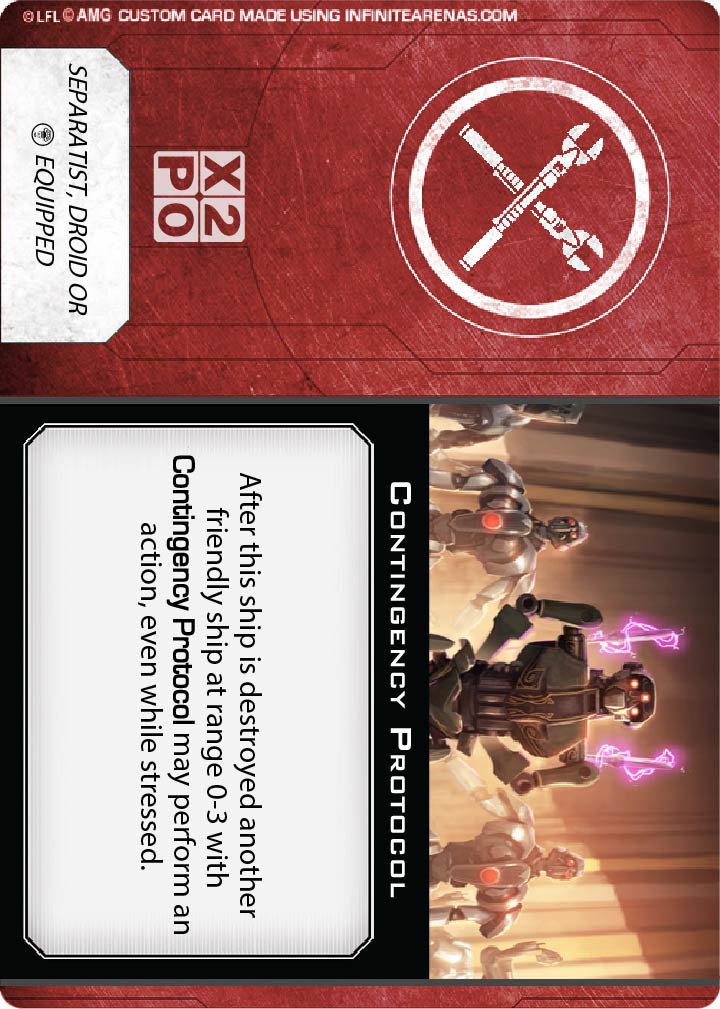 ©LFL ©AMG CUSTOM CARD MADE USING INFINITEARENAS.COM
SEPARATIST, DROID OR
EQUIPPED
X2
PO
CONTINGENCY PROTOCOL
After this ship is destroyed another
friendly ship at range 0-3 with
Contingency Protocol may perform an
action, even while stressed.